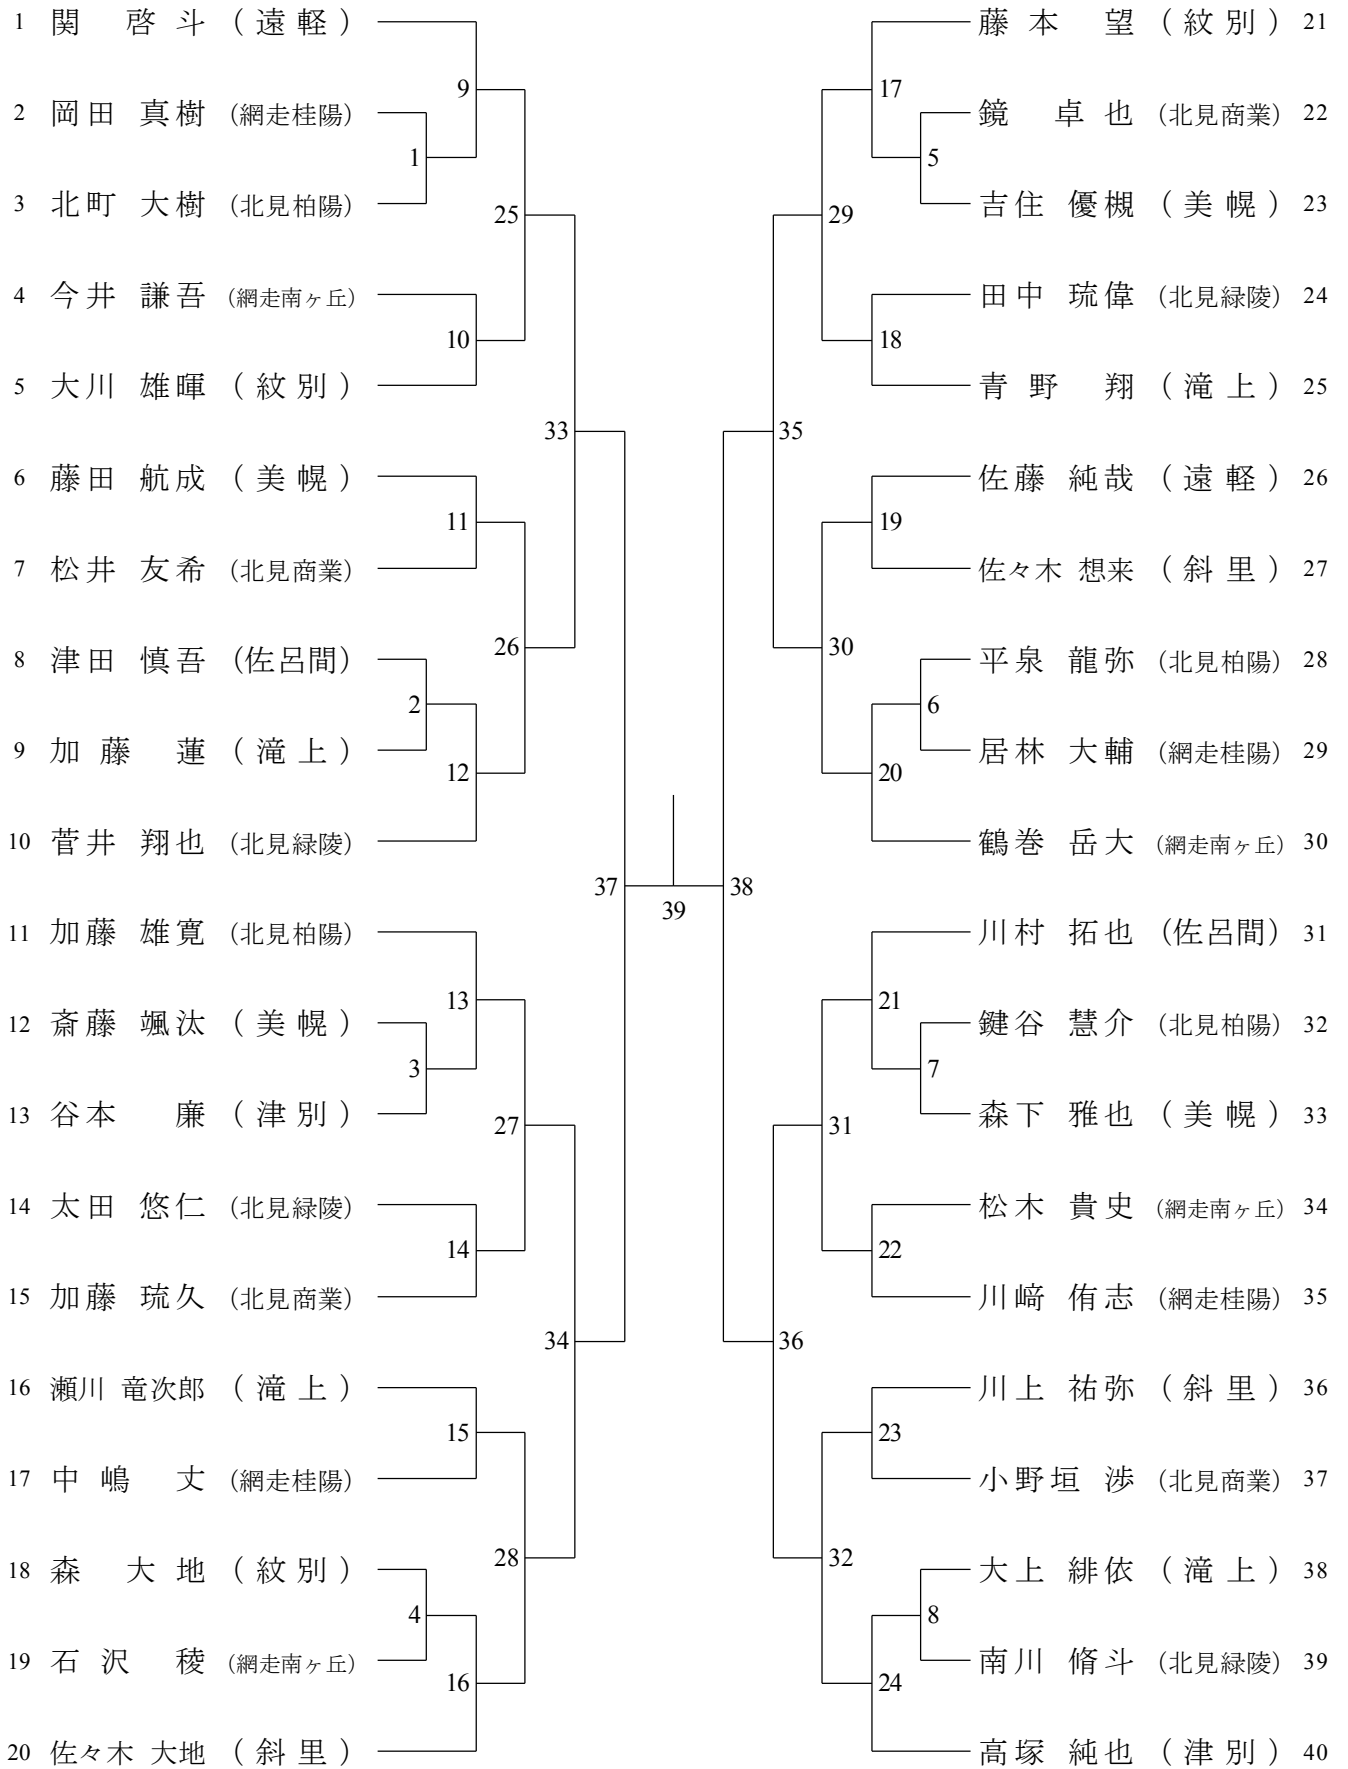 1 関 啓斗 (遠軽)
2 岡田 真樹 (網走桂陽)
3 北町 大樹 (北見柏陽)
4 今井 謙吾 (網走南ヶ丘)
5 大川 雄暉 (紋別)
6 藤田 航成 (美幌)
7 松井 友希 (北見商業)
8 津田 慎吾 (佐呂間)
9 加藤 蓮 (滝上)
10 菅井 翔也 (北見緑陵)
11 加藤 雄寛 (北見柏陽)
12 斎藤 颯汰 (美幌)
13 谷本 廉 (津別)
14 太田 悠仁 (北見緑陵)
15 加藤 琉久 (北見商業)
16 瀬川 竜次郎 (滝上)
17 中嶋 丈 (網走桂陽)
18 森 大地 (紋別)
19 石沢 稜 (網走南ヶ丘)
20 佐々木 大地 (斜里)
1
2
3
4
9
10
11
12
13
14
15
16
25
26
27
28
33
34
37
39
38
35
36
29
30
31
32
17
18
19
20
21
22
23
24
5
6
7
8
藤本 望 (紋別) 21
鏡 卓也 (北見商業) 22
吉住 優槻 (美幌) 23
田中 琉偉 (北見緑陵) 24
青野 翔 (滝上) 25
佐藤 純哉 (遠軽) 26
佐々木 想来 (斜里) 27
平泉 龍弥 (北見柏陽) 28
居林 大輔 (網走桂陽) 29
鶴巻 岳大 (網走南ヶ丘) 30
川村 拓也 (佐呂間) 31
鍵谷 慧介 (北見柏陽) 32
森下 雅也 (美幌) 33
松木 貴史 (網走南ヶ丘) 34
川﨑 侑志 (網走桂陽) 35
川上 祐弥 (斜里) 36
小野垣 渉 (北見商業) 37
大上 緋依 (滝上) 38
南川 脩斗 (北見緑陵) 39
高塚 純也 (津別) 40